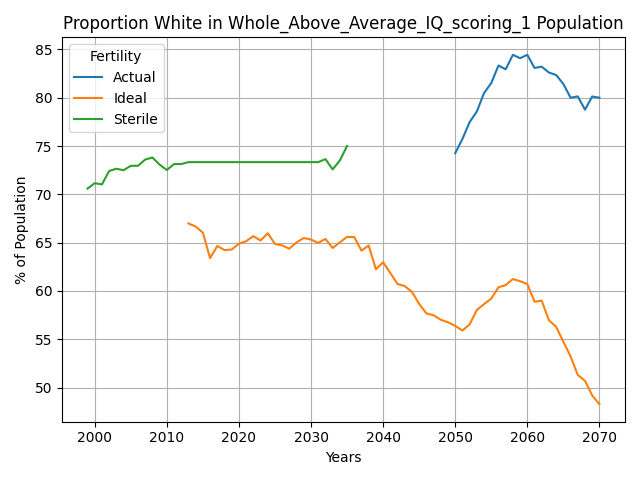 Proportion White in Whole_Above_Average_IQ_scoring_1 Population
Fertility
Actual
Ideal
Sterile
85
80
75
70
65
60
55
50
% of Population
2000 2010 2020 2030 2040 2050 2060 2070
Years